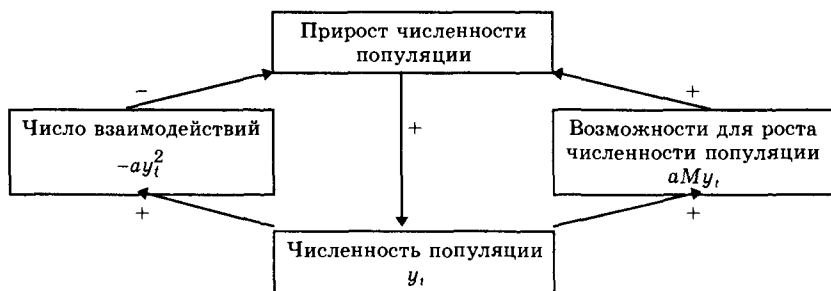 Прирост численности
популяции
–
+
Число взаимодействий
$-ay_t^2$
+
Возможности для роста
численности популяции
$aMy_t$
+
+
Численность популяции
$y_t$